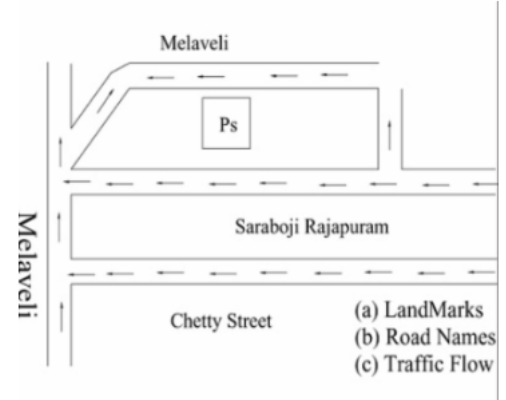 Melaveli
Ps
Melaveli
Saraboji Rajapuram
Chetty Street
(a) LandMarks
(b) Road Names
(c) Traffic Flow